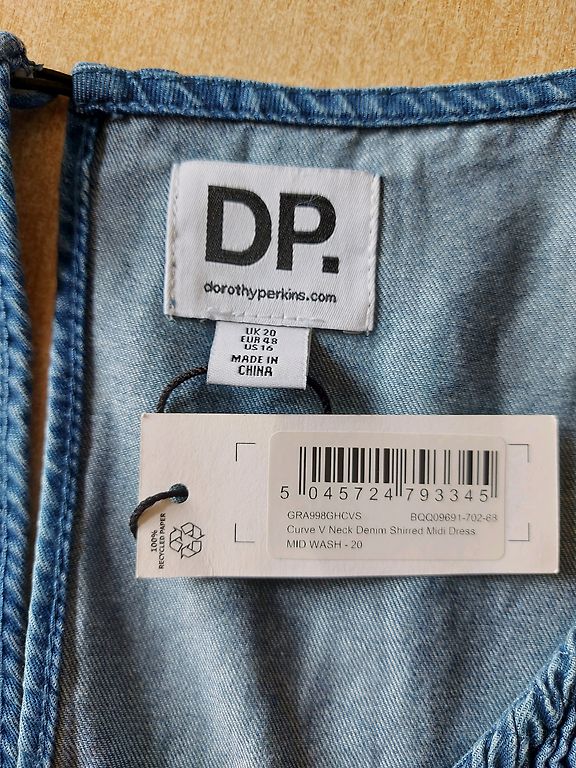 DP.
dorothyperkins.com
UK 20
EUR 48
US 16
MADE IN
CHINA
5 045724 793345
GRA998GHCVS BQQ09691-702-68
Curve V Neck Denim Shirred Midi Dress
MID WASH - 20
100%
RECYCLED PAPER